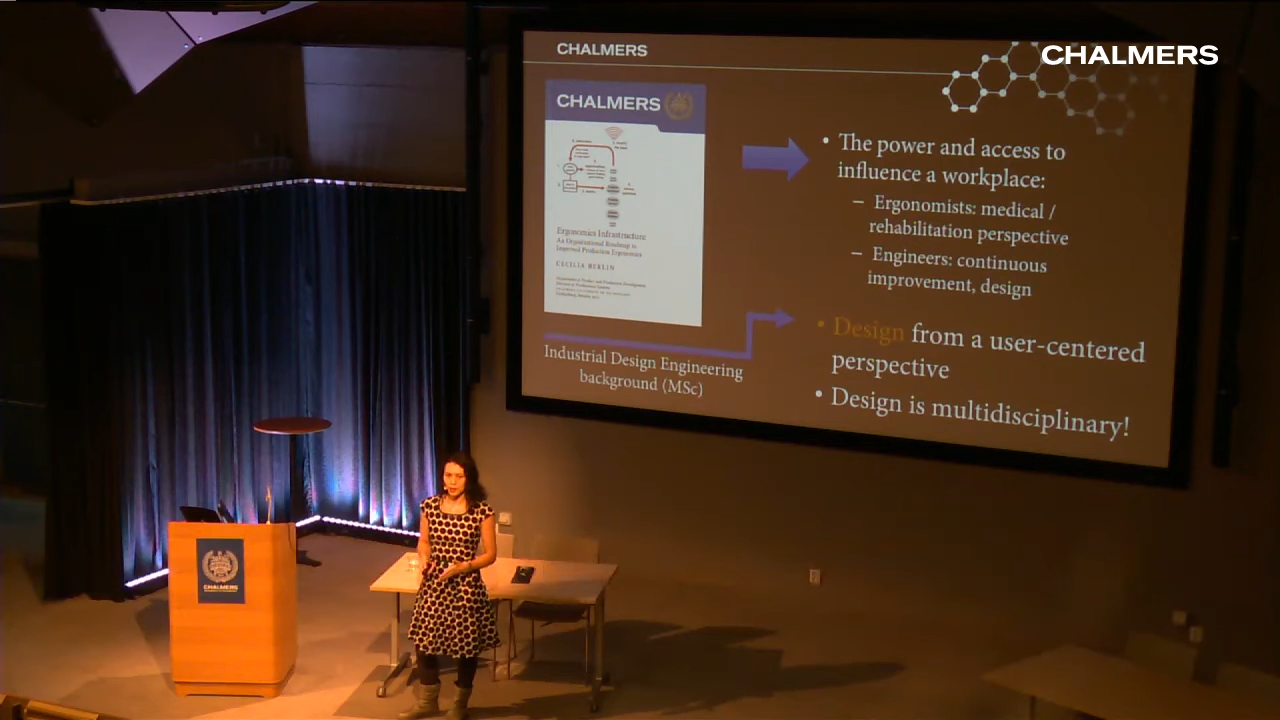 CHALMERS
CHALMERS
CHALMERS
Ergonomics Infrastructure
An Organizational Roadmap to
Improved Production Ergonomics
CECILIA BERLIN
Industrial Design Engineering
background (MSc)
• The power and access to
influence a workplace:
– Ergonomists: medical /
rehabilitation perspective
– Engineers: continuous
improvement, design
• Design from a user-centered
perspective
• Design is multidisciplinary!
CHALMERS